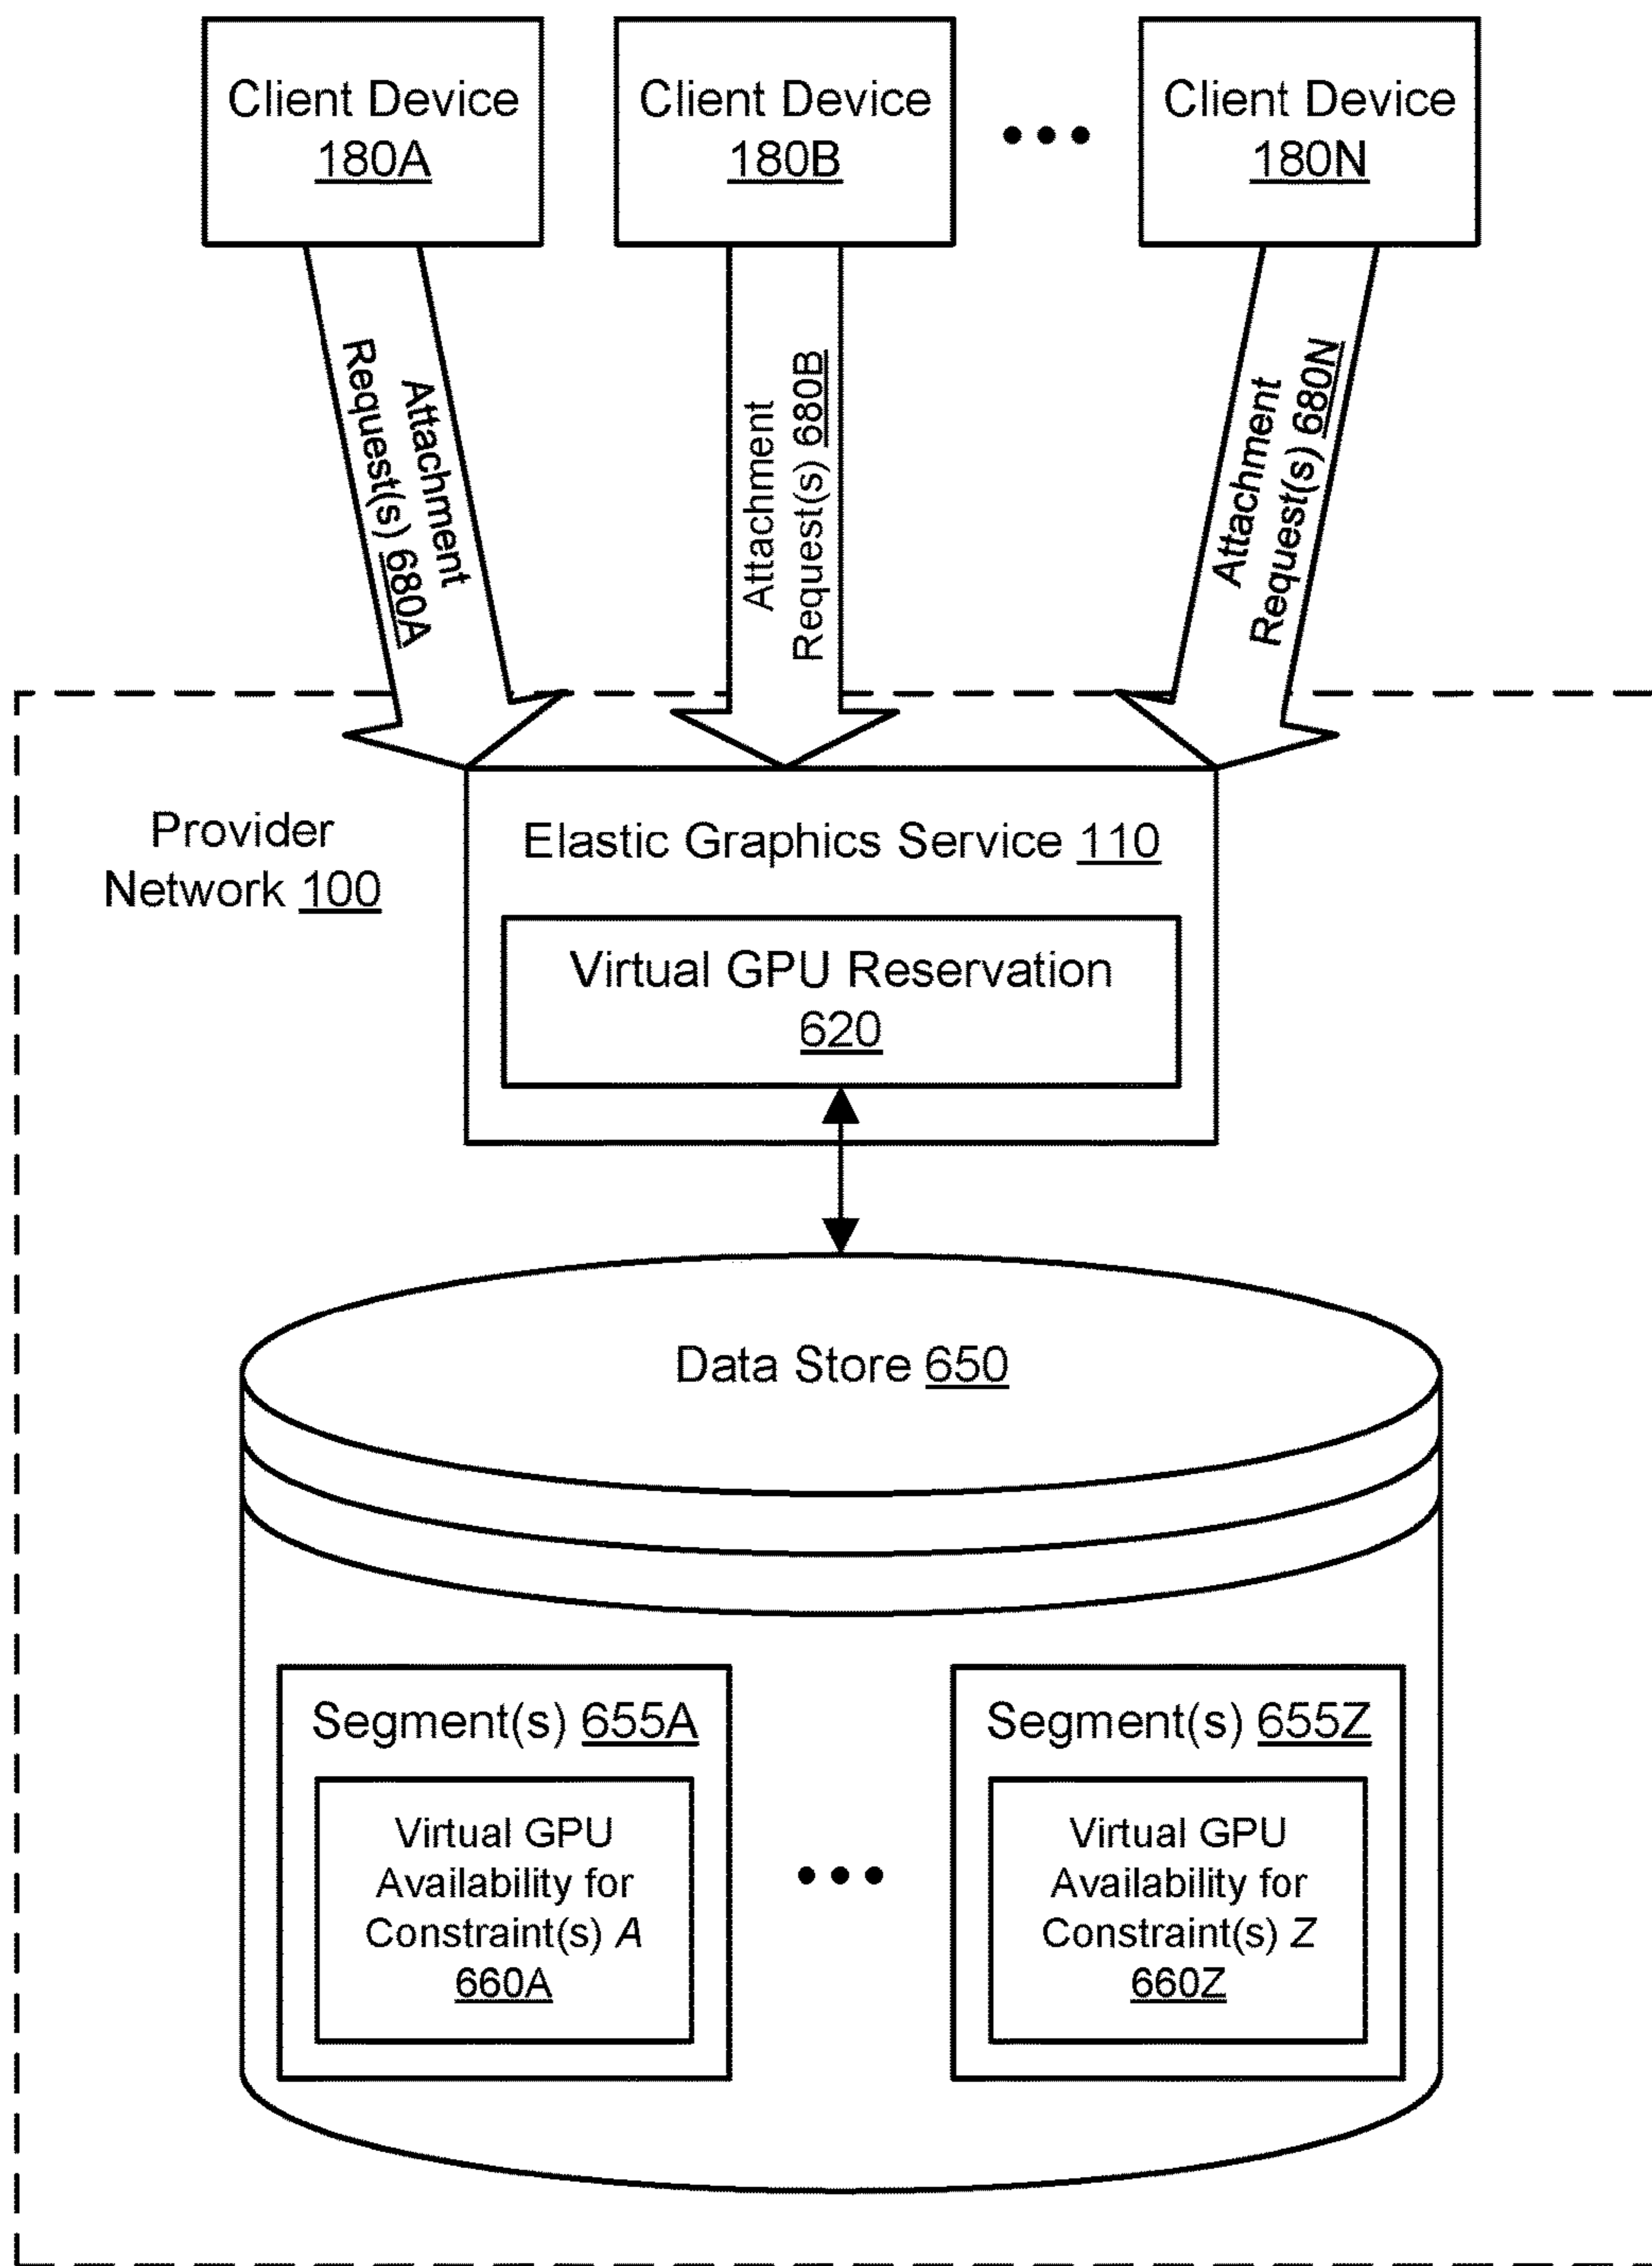 Client Device
180A
Client Device
180B
•••
Client Device
180N
Attachment
Request(s) 680A
Attachment
Request(s) 680B
Attachment
Request(s) 680N
Provider
Network 100
Elastic Graphics Service 110
Virtual GPU Reservation
620
Data Store 650
Segment(s) 655A
Virtual GPU
Availability for
Constraint(s) A
660A
•••
Segment(s) 655Z
Virtual GPU
Availability for
Constraint(s) Z
660Z